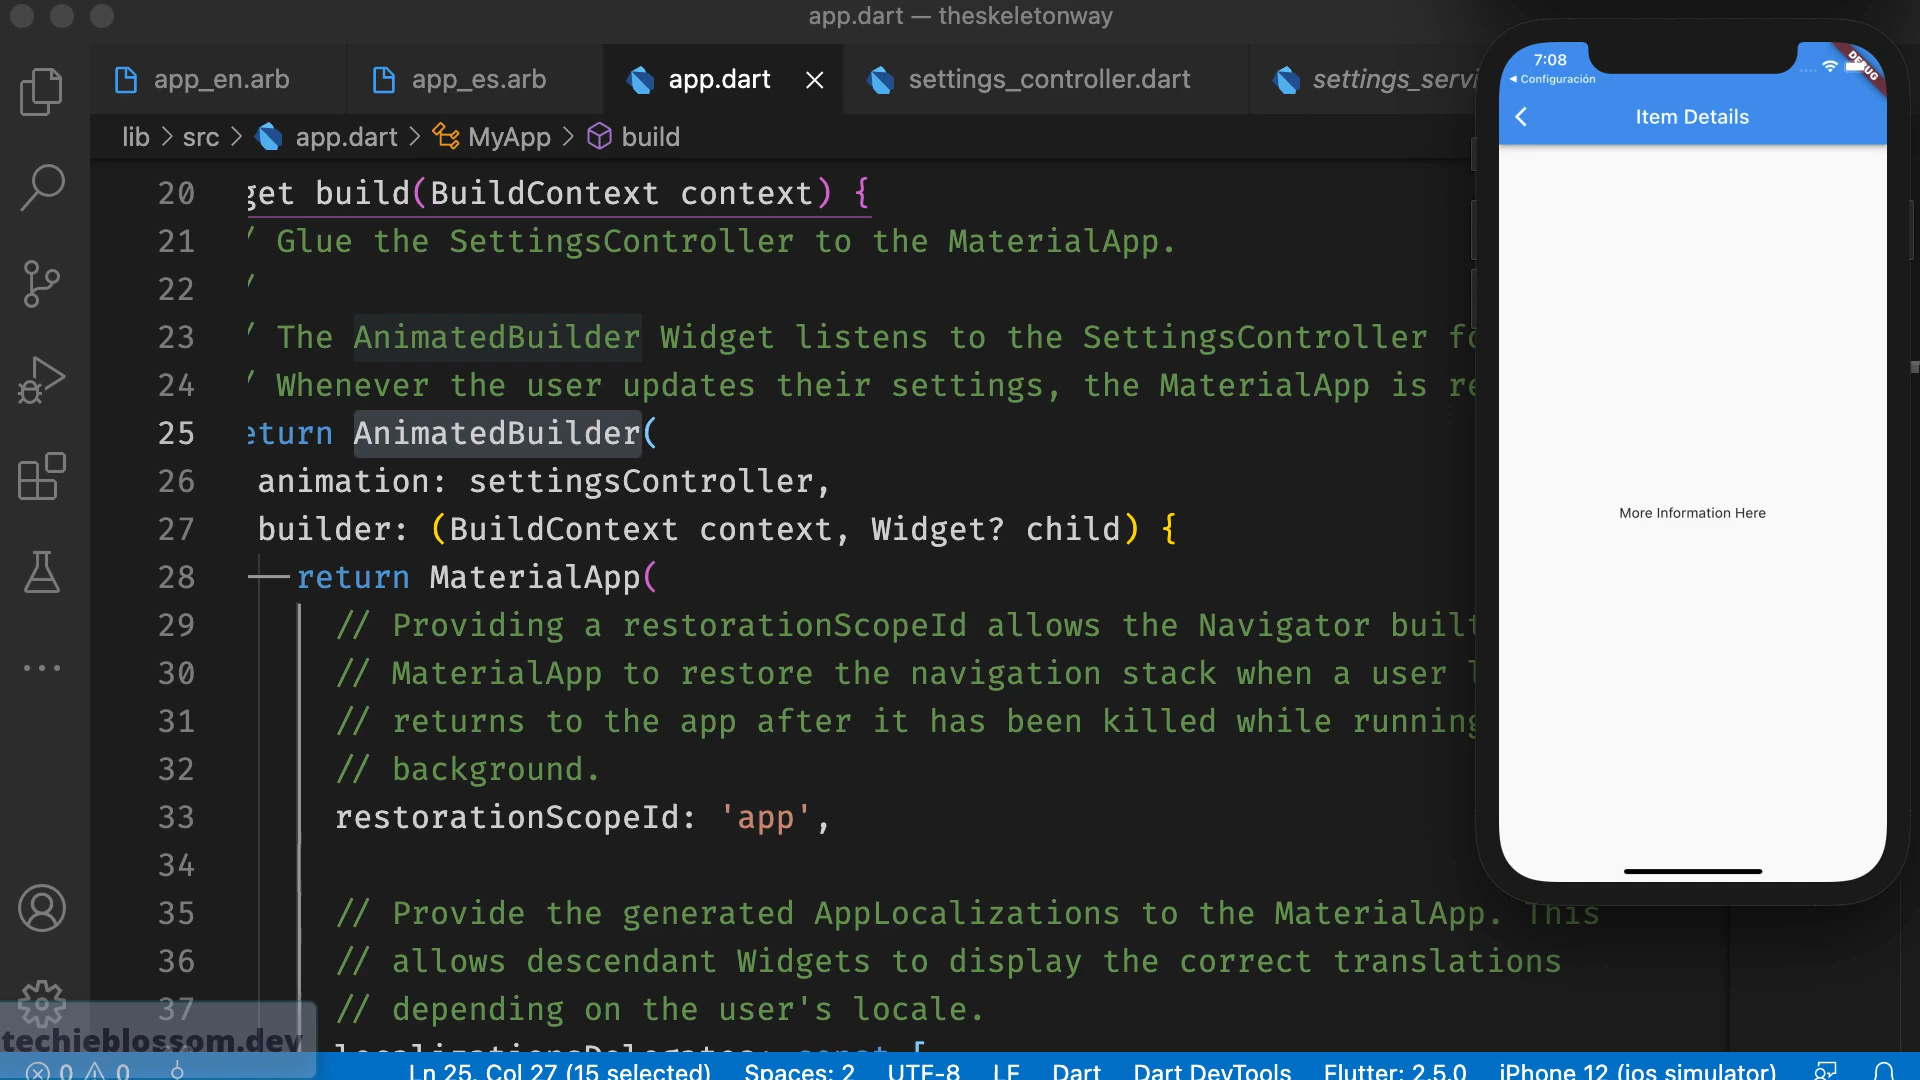 app.dart — theskeletonway
app_en.arb
app_es.arb
app.dart
settings_controller.dart
settings_servi
lib > src > app.dart > MyApp > build
20 get build(BuildContext context) {
21 / Glue the SettingsController to the MaterialApp.
22 /
23 / The AnimatedBuilder Widget listens to the SettingsController fo
24 / Whenever the user updates their settings, the MaterialApp is re
25 eturn AnimatedBuilder(
26 animation: settingsController,
27 builder: (BuildContext context, Widget? child) {
28 return MaterialApp(
29 // Providing a restorationScopeId allows the Navigator built
30 // MaterialApp to restore the navigation stack when a user l
31 // returns to the app after it has been killed while running
32 // background.
33 restorationScopeId: 'app',
34
35 // Provide the generated AppLocalizations to the MaterialApp. This
36 // allows descendant Widgets to display the correct translations
37 // depending on the user's locale.
localizationsDelegates: const [
techieblossom.dev
0 0
Ln 25, Col 27 (15 selected) Spaces: 2 UTF-8 LF Dart Dart DevTools Flutter: 2.5.0 iPhone 12 (ios simulator)
7:08
DEBUG
Configuración
Item Details
More Information Here